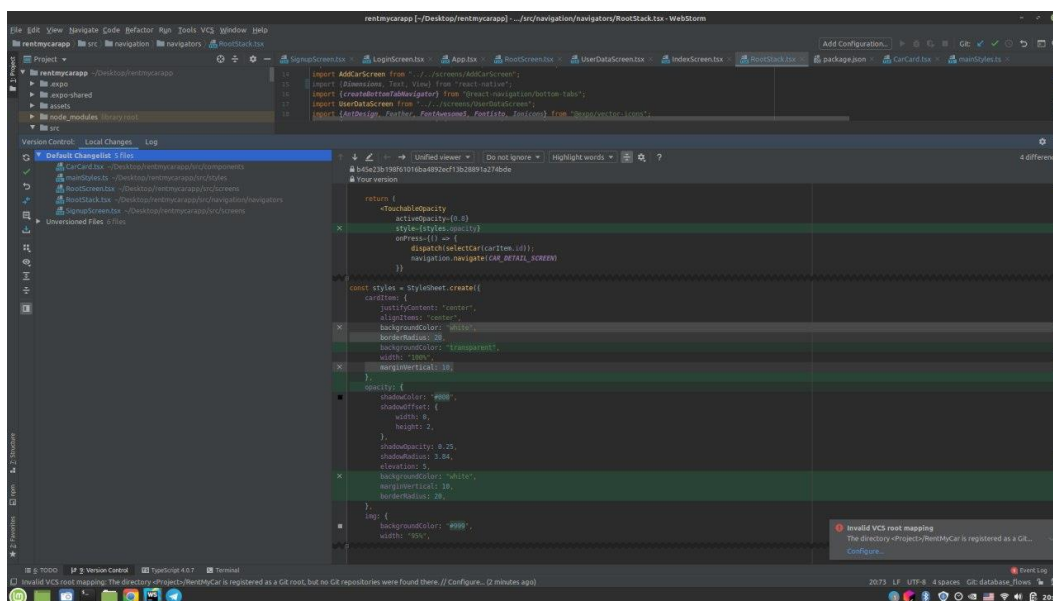 rentmycarapp [~/Desktop/rentmycarapp] - .../src/navigation/navigators/RootStack.tsx - WebStorm
File Edit View Navigate Code Refactor Run Tools VCS Window Help
rentmycarapp src navigation navigators RootStack.tsx
Add Configuration...
Git:
Project
SignupScreen.tsx LoginScreen.tsx App.tsx RootScreen.tsx UserDataScreen.tsx IndexScreen.tsx RootStack.tsx package.json CarCard.tsx mainStyles.ts
1: Project
rentmycarapp ~/Desktop/rentmycarapp
.expo
.expo-shared
assets
node_modules library root
src
14 import AddCarScreen from "../../screens/AddCarScreen";
15 import {Dimensions, Text, View} from "react-native";
16 import {createBottomTabNavigator} from "@react-navigation/bottom-tabs";
17 import UserDataScreen from "../../screens/UserDataScreen";
18 import {AntDesign, Feather, FontAwesome5, Fontisto, Ionicons} from "@expo/vector-icons";
Version Control: Local Changes Log
Default Changelist 5 files
CarCard.tsx ~/Desktop/rentmycarapp/src/components
mainStyles.ts ~/Desktop/rentmycarapp/src/styles
RootScreen.tsx ~/Desktop/rentmycarapp/src/screens
RootStack.tsx ~/Desktop/rentmycarapp/src/navigation/navigators
SignupScreen.tsx ~/Desktop/rentmycarapp/src/screens
Unversioned Files 6 files
Unified viewer Do not ignore Highlight words ? 4 differen
Your version
return (
<TouchableOpacity
activeOpacity={0.8}
style={styles.opacity}
onPress={() => {
dispatch(selectCar(carItem.id));
navigation.navigate(CAR_DETAIL_SCREEN)
}}
const styles = StyleSheet.create({
cardItem: {
justifyContent: "center",
alignItems: "center",
backgroundColor: "white",
borderRadius: 20,
backgroundColor: "transparent",
width: "100%",
marginVertical: 10,
},
opacity: {
shadowColor: "#000",
shadowOffset: {
width: 0,
height: 2,
},
shadowOpacity: 0.25,
shadowRadius: 3.84,
elevation: 5,
backgroundColor: "white",
marginVertical: 10,
borderRadius: 20,
},
img: {
backgroundColor: "#999",
width: "95%",
Z: Structure
npm
2: Favorites
Invalid VCS root mapping
The directory <Project>/RentMyCar is registered as a Git...
Configure...
6: TODO 9: Version Control TypeScript 4.0.7 Terminal Event Log
Invalid VCS root mapping: The directory <Project>/RentMyCar is registered as a Git root, but no Git repositories were found there. // Configure... (2 minutes ago)
20:73 LF UTF-8 4 spaces Git: database_flows